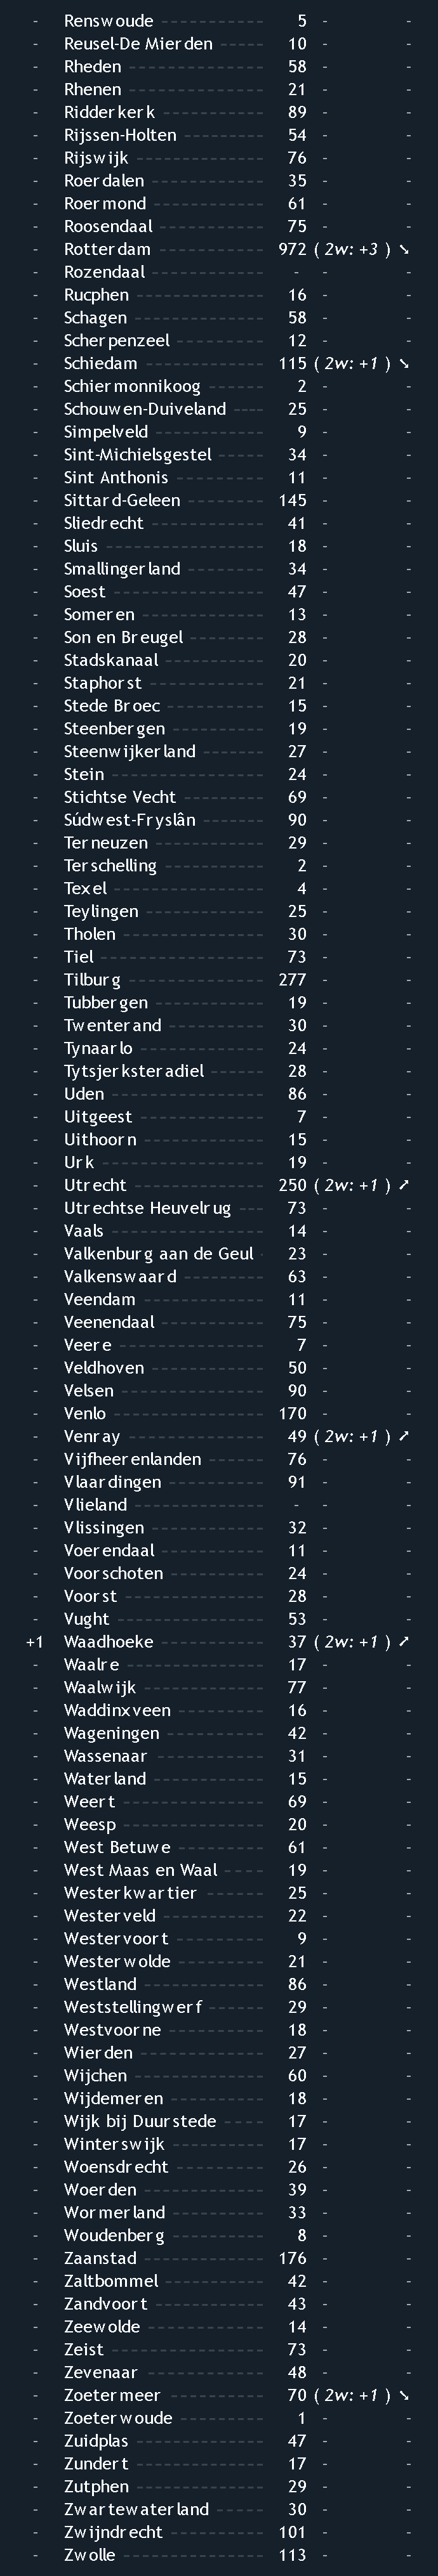 - Renswoude ------------ 5 - -
- Reusel-De Mierden ------ 10 - -
- Rheden ---------------- 58 - -
- Rhenen ---------------- 21 - -
- Ridderkerk ------------ 89 - -
- Rijssen-Holten ---------- 54 - -
- Rijswijk --------------- 76 - -
- Roerdalen ------------- 35 - -
- Roermond ------------- 61 - -
- Roosendaal ------------ 75 - -
- Rotterdam ------------ 972 ( 2w: +3 ) ➘
- Rozendaal ------------- - - -
- Rucphen --------------- 16 - -
- Schagen --------------- 58 - -
- Scherpenzeel ---------- 12 - -
- Schiedam ------------- 115 ( 2w: +1 ) ➘
- Schiermonnikoog ------- 2 - -
- Schouwen-Duiveland ---- 25 - -
- Simpelveld ------------ 9 - -
- Sint-Michielsgestel ----- 34 - -
- Sint Anthonis ---------- 11 - -
- Sittard-Geleen --------- 145 - -
- Sliedrecht ------------- 41 - -
- Sluis ------------------ 18 - -
- Smallingerland --------- 34 - -
- Soest ----------------- 47 - -
- Someren -------------- 13 - -
- Son en Breugel --------- 28 - -
- Stadskanaal ----------- 20 - -
- Staphorst ------------- 21 - -
- Stede Broec ----------- 15 - -
- Steenbergen ----------- 19 - -
- Steenwijkerland ------- 27 - -
- Stein ----------------- 24 - -
- Stichtse Vecht --------- 69 - -
- Súdwest-Fryslân ------- 90 - -
- Terneuzen ------------ 29 - -
- Terschelling ----------- 2 - -
- Texel ----------------- 4 - -
- Teylingen ------------- 25 - -
- Tholen ---------------- 30 - -
- Tiel ------------------- 73 - -
- Tilburg --------------- 277 - -
- Tubbergen ------------ 19 - -
- Twenterand ----------- 30 - -
- Tynaarlo -------------- 24 - -
- Tytsjerksteradiel ------ 28 - -
- Uden ----------------- 86 - -
- Uitgeest -------------- 7 - -
- Uithoorn -------------- 15 - -
- Urk ------------------- 19 - -
- Utrecht -------------- 250 ( 2w: +1 ) ➚
- Utrechtse Heuvelrug --- 73 - -
- Vaals ----------------- 14 - -
- Valkenburg aan de Geul - 23 - -
- Valkenswaard --------- 63 - -
- Veendam ------------- 11 - -
- Veenendaal ----------- 75 - -
- Veere ---------------- 7 - -
- Veldhoven ------------ 50 - -
- Velsen --------------- 90 - -
- Venlo ---------------- 170 - -
- Venray --------------- 49 ( 2w: +1 ) ➚
- Vijfheerenlanden ------ 76 - -
- Vlaardingen ----------- 91 - -
- Vlieland -------------- - - -
- Vlissingen ------------ 32 - -
- Voerendaal ----------- 11 - -
- Voorschoten ---------- 24 - -
- Voorst --------------- 28 - -
- Vught ---------------- 53 - -
+1 Waadhoeke ----------- 37 ( 2w: +1 ) ➚
- Waalre --------------- 17 - -
- Waalwijk ------------- 77 - -
- Waddinxveen --------- 16 - -
- Wageningen ---------- 42 - -
- Wassenaar ----------- 31 - -
- Waterland ----------- 15 - -
- Weert --------------- 69 - -
- Weesp --------------- 20 - -
- West Betuwe --------- 61 - -
- West Maas en Waal ---- 19 - -
- Westerkwartier ------- 25 - -
- Westerveld ---------- 22 - -
- Westervoort --------- 9 - -
- Westerwolde --------- 21 - -
- Westland ------------ 86 - -
- Weststellingwerf ------ 29 - -
- Westvoorne ---------- 18 - -
- Wierden ------------- 27 - -
- Wijchen ------------- 60 - -
- Wijdemeren ---------- 18 - -
- Wijk bij Duurstede ---- 17 - -
- Winterswijk ---------- 17 - -
- Woensdrecht --------- 26 - -
- Woerden ------------ 39 - -
- Wormerland --------- 33 - -
- Woudenberg --------- 8 - -
- Zaanstad ----------- 176 - -
- Zaltbommel --------- 42 - -
- Zandvoort ---------- 43 - -
- Zeewolde ----------- 14 - -
- Zeist --------------- 73 - -
- Zevenaar ----------- 48 - -
- Zoetermeer --------- 70 ( 2w: +1 ) ➘
- Zoeterwoude -------- 1 - -
- Zuidplas ------------ 47 - -
- Zundert ------------ 17 - -
- Zutphen ------------ 29 - -
- Zwartewaterland ----- 30 - -
- Zwijndrecht -------- 101 - -
- Zwolle ------------- 113 - -